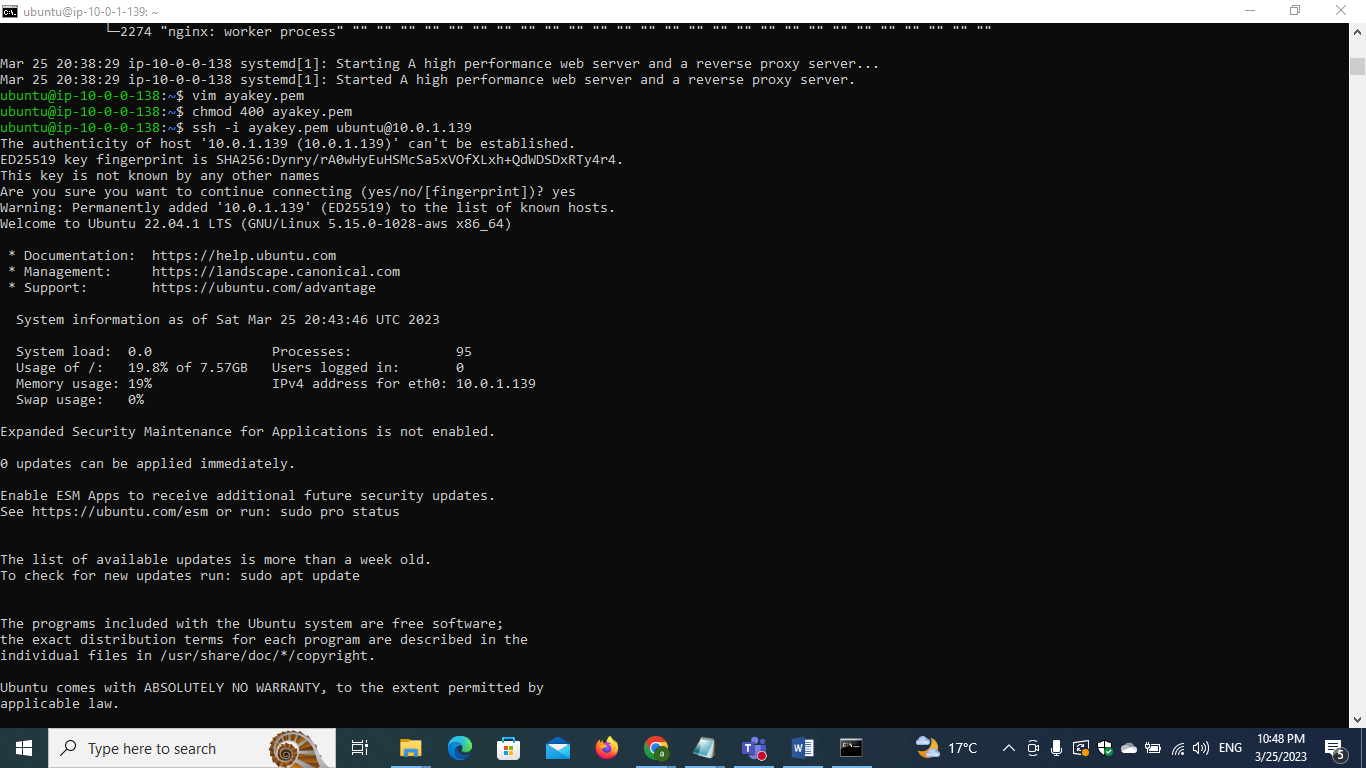 ubuntu@ip-10-0-1-139: ~
└─2274 "nginx: worker process" "" "" "" "" "" "" "" "" "" "" "" "" "" "" "" "" "" "" "" "" "" "" "" "" "" "" ""
Mar 25 20:38:29 ip-10-0-0-138 systemd[1]: Starting A high performance web server and a reverse proxy server...
Mar 25 20:38:29 ip-10-0-0-138 systemd[1]: Started A high performance web server and a reverse proxy server.
ubuntu@ip-10-0-0-138:~$ vim ayakey.pem
ubuntu@ip-10-0-0-138:~$ chmod 400 ayakey.pem
ubuntu@ip-10-0-0-138:~$ ssh -i ayakey.pem ubuntu@10.0.1.139
The authenticity of host '10.0.1.139 (10.0.1.139)' can't be established.
ED25519 key fingerprint is SHA256:Dynry/rA0wHyEuHSMcSa5xVOfXLxh+QdWDSDxRTy4r4.
This key is not known by any other names
Are you sure you want to continue connecting (yes/no/[fingerprint])? yes
Warning: Permanently added '10.0.1.139' (ED25519) to the list of known hosts.
Welcome to Ubuntu 22.04.1 LTS (GNU/Linux 5.15.0-1028-aws x86_64)
* Documentation:  https://help.ubuntu.com
* Management:     https://landscape.canonical.com
* Support:        https://ubuntu.com/advantage
System information as of Sat Mar 25 20:43:46 UTC 2023
System load:  0.0               Processes:             95
Usage of /:   19.8% of 7.57GB   Users logged in:       0
Memory usage: 19%               IPv4 address for eth0: 10.0.1.139
Swap usage:   0%
Expanded Security Maintenance for Applications is not enabled.
0 updates can be applied immediately.
Enable ESM Apps to receive additional future security updates.
See https://ubuntu.com/esm or run: sudo pro status
The list of available updates is more than a week old.
To check for new updates run: sudo apt update
The programs included with the Ubuntu system are free software;
the exact distribution terms for each program are described in the
individual files in /usr/share/doc/*/copyright.
Ubuntu comes with ABSOLUTELY NO WARRANTY, to the extent permitted by
applicable law.
Type here to search
17°C
ENG
10:48 PM
3/25/2023
5